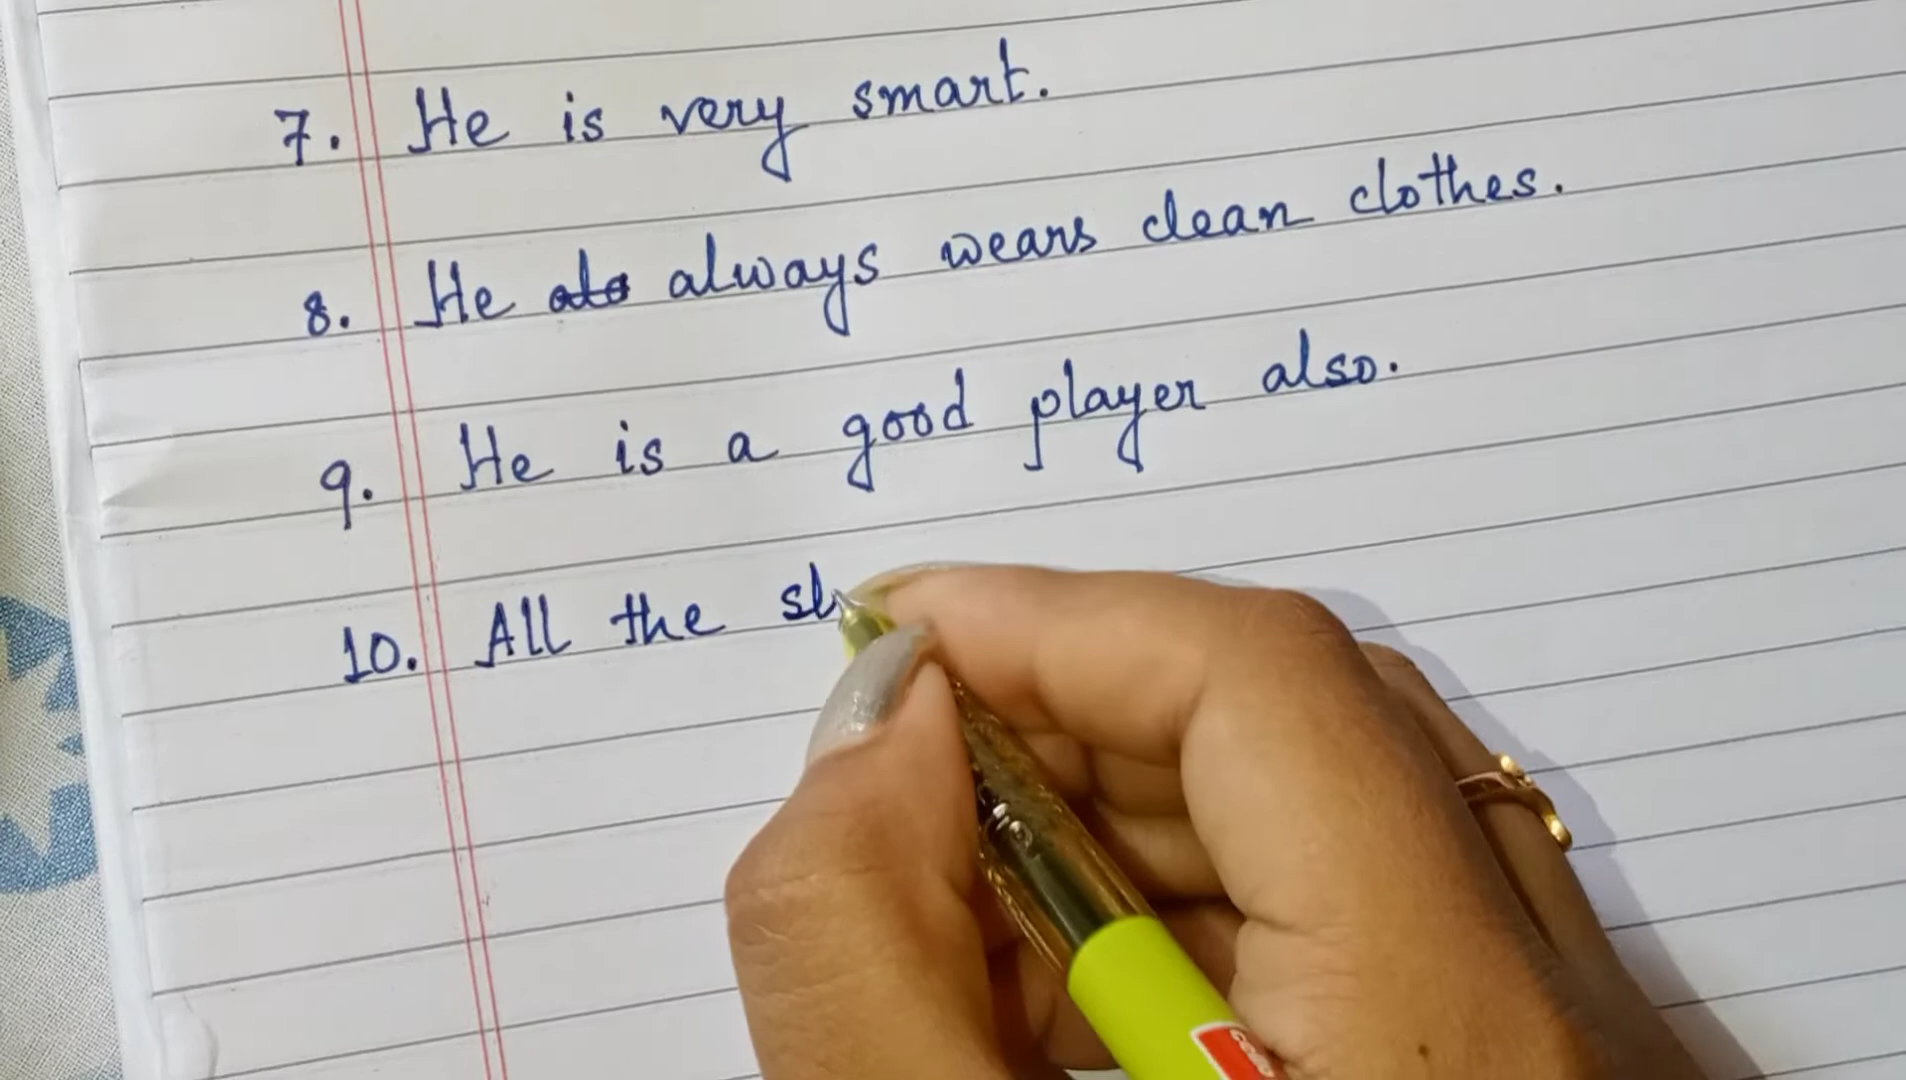 7. He is very smart.
8. He always wears clean clothes.
9. He is a good player also.
10. All the